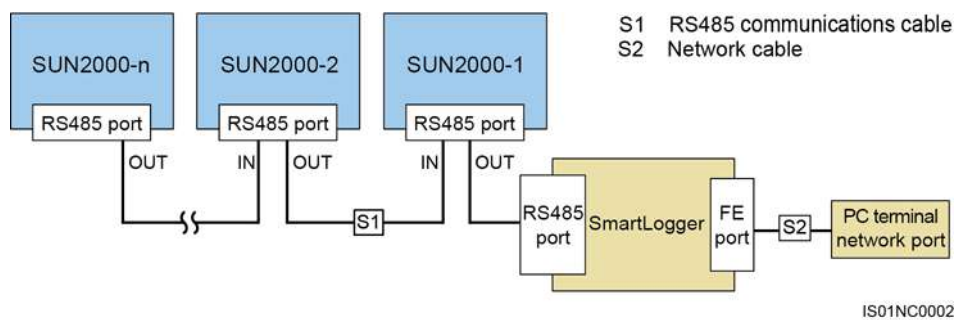 S1 RS485 communications cable
S2 Network cable
SUN2000-n
SUN2000-2
SUN2000-1
RS485 port
RS485 port
RS485 port
OUT
IN
OUT
IN
OUT
S1
RS485
port
SmartLogger
FE
port
S2
PC terminal
network port
IS01NC0002